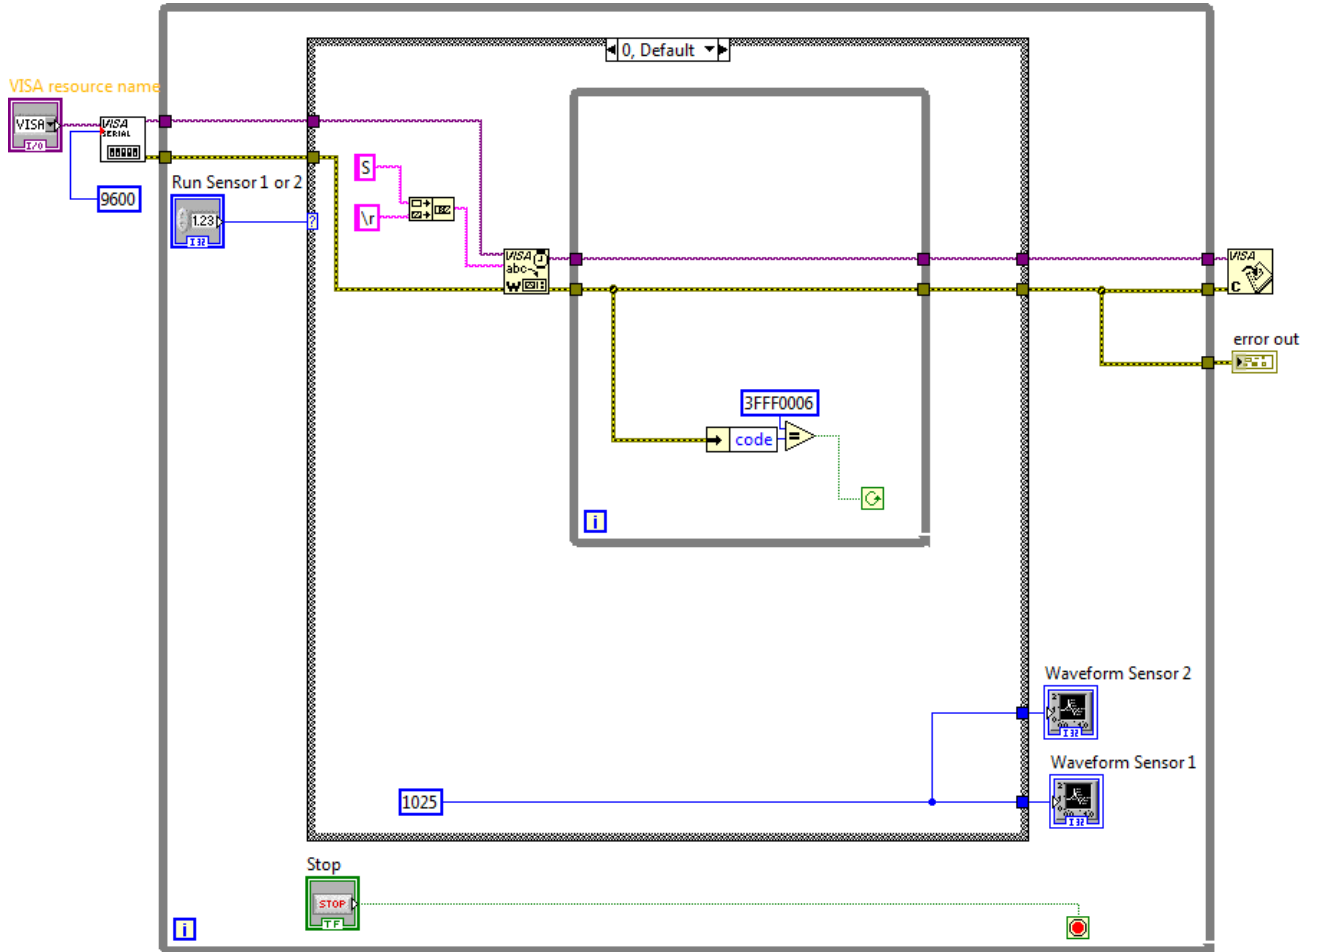 0, Default
VISA resource name
VISA
I/O
VISA
SERIAL
9600
Run Sensor 1 or 2
1.23
I32
?
S
\r
VISA
abc
W
VISA
C
error out
3FFF0006
code
=
i
Waveform Sensor 2
I32
Waveform Sensor 1
I32
1025
Stop
STOP
TF
i